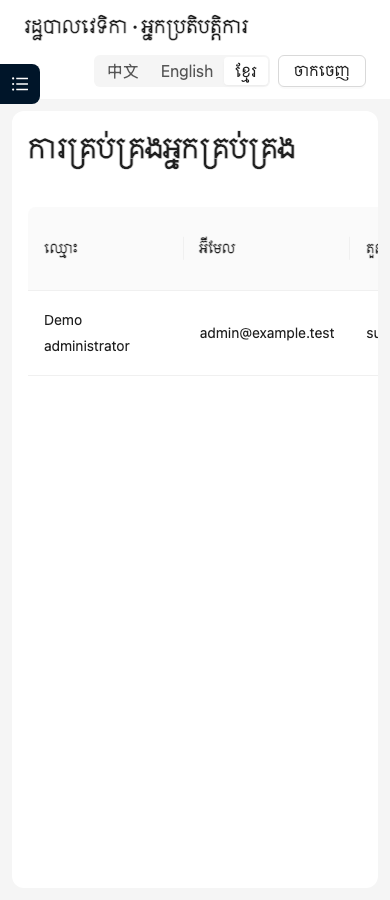 រដ្ឋបាលវេទិកា · អ្នកប្រតិបត្តិការ
中文 English ខ្មែរ ចាកចេញ
ការគ្រប់គ្រងអ្នកគ្រប់គ្រង
ឈ្មោះ អ៊ីមែល
Demo administrator admin@example.test